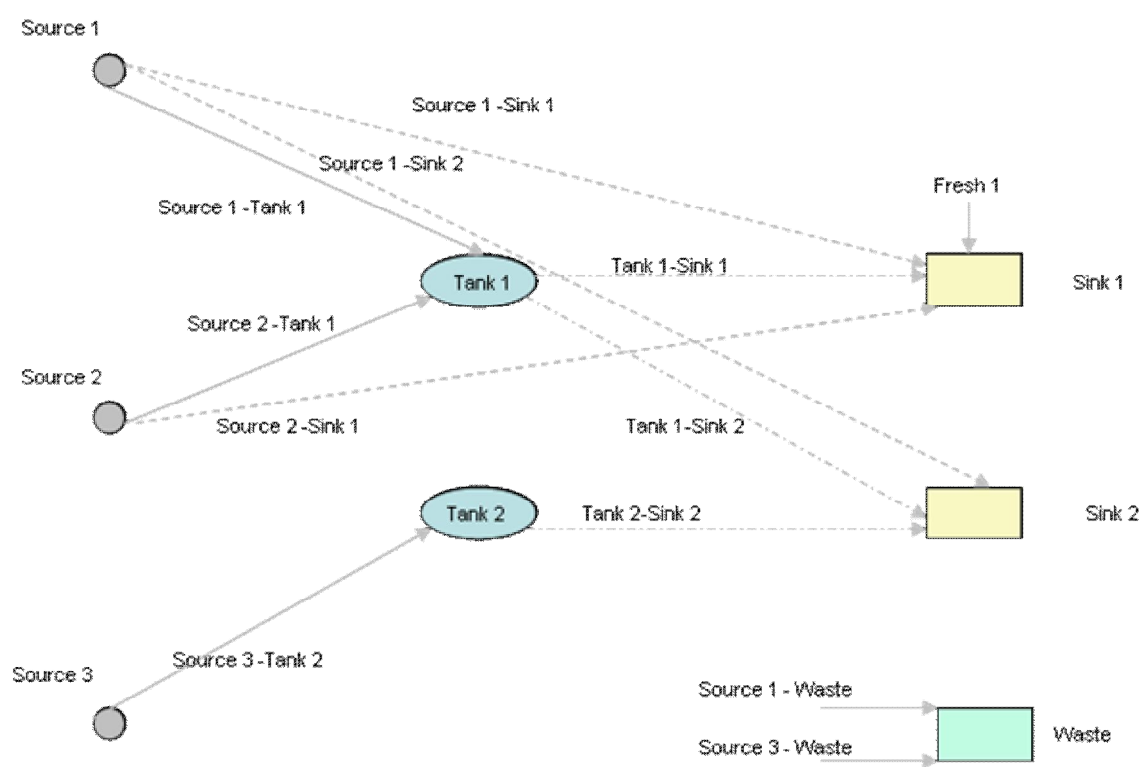 Source 1
Source 1 -Sink 1
Source 1 -Sink 2
Fresh 1
Source 1 -Tank 1
Tank 1-Sink 1
Tank 1
Sink 1
Source 2 -Tank 1
Source 2
Source 2 -Sink 1
Tank 1-Sink 2
Tank 2
Tank 2-Sink 2
Sink 2
Source 3 -Tank 2
Source 3
Source 1 - Waste
Waste
Source 3 - Waste